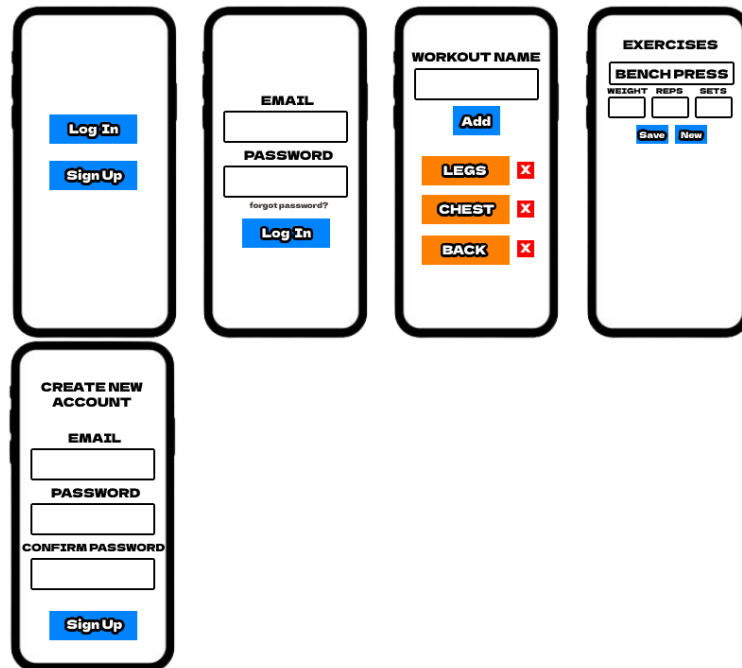 Log In
Sign Up
EMAIL
PASSWORD
forgot password?
Log In
WORKOUT NAME
Add
LEGS X
CHEST X
BACK X
EXERCISES
BENCH PRESS
WEIGHT REPS SETS
Save New
CREATE NEW
ACCOUNT
EMAIL
PASSWORD
CONFIRM PASSWORD
Sign Up